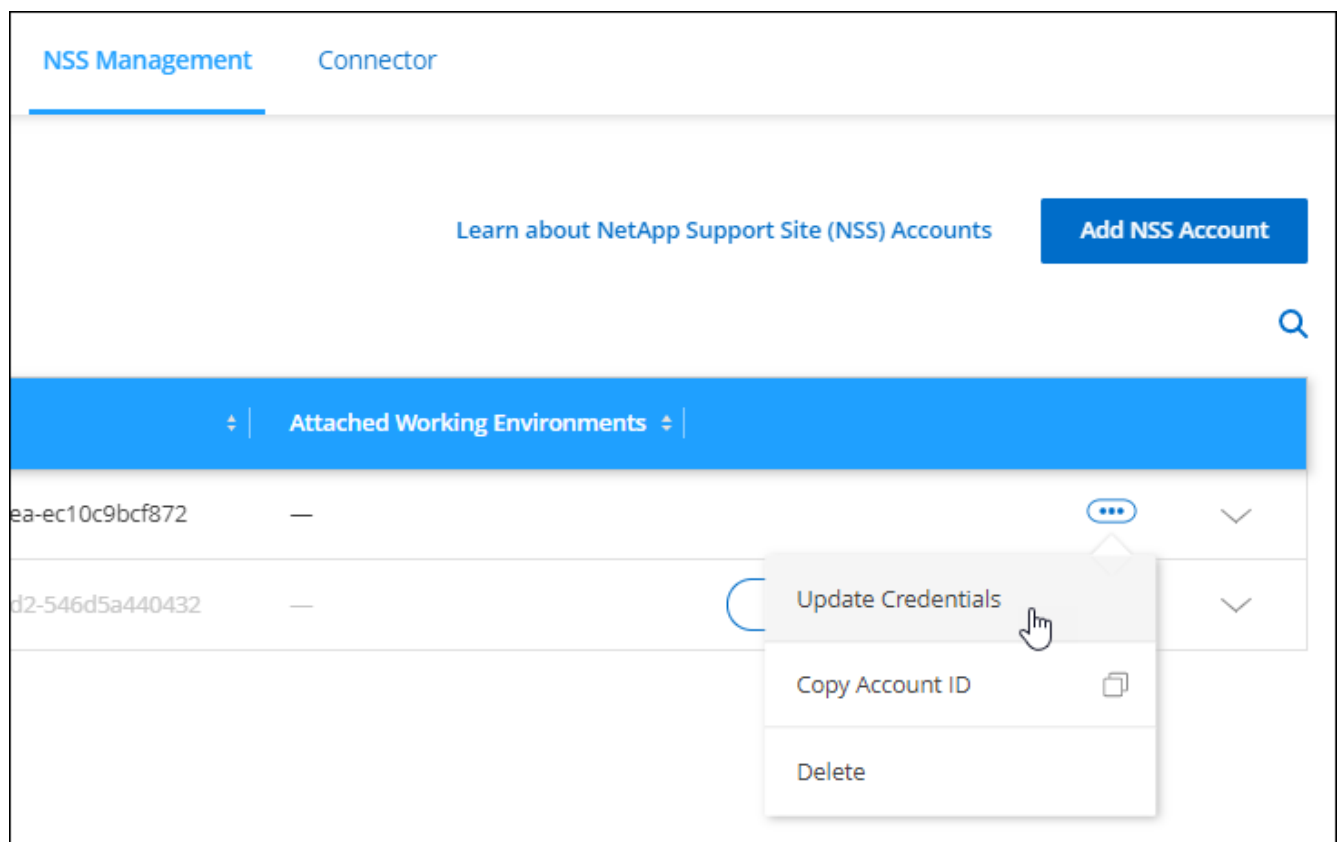 NSS Management Connector
Learn about NetApp Support Site (NSS) Accounts Add NSS Account
Attached Working Environments
ea-ec10c9bcf872 —
d2-546d5a440432 —
Update Credentials
Copy Account ID
Delete